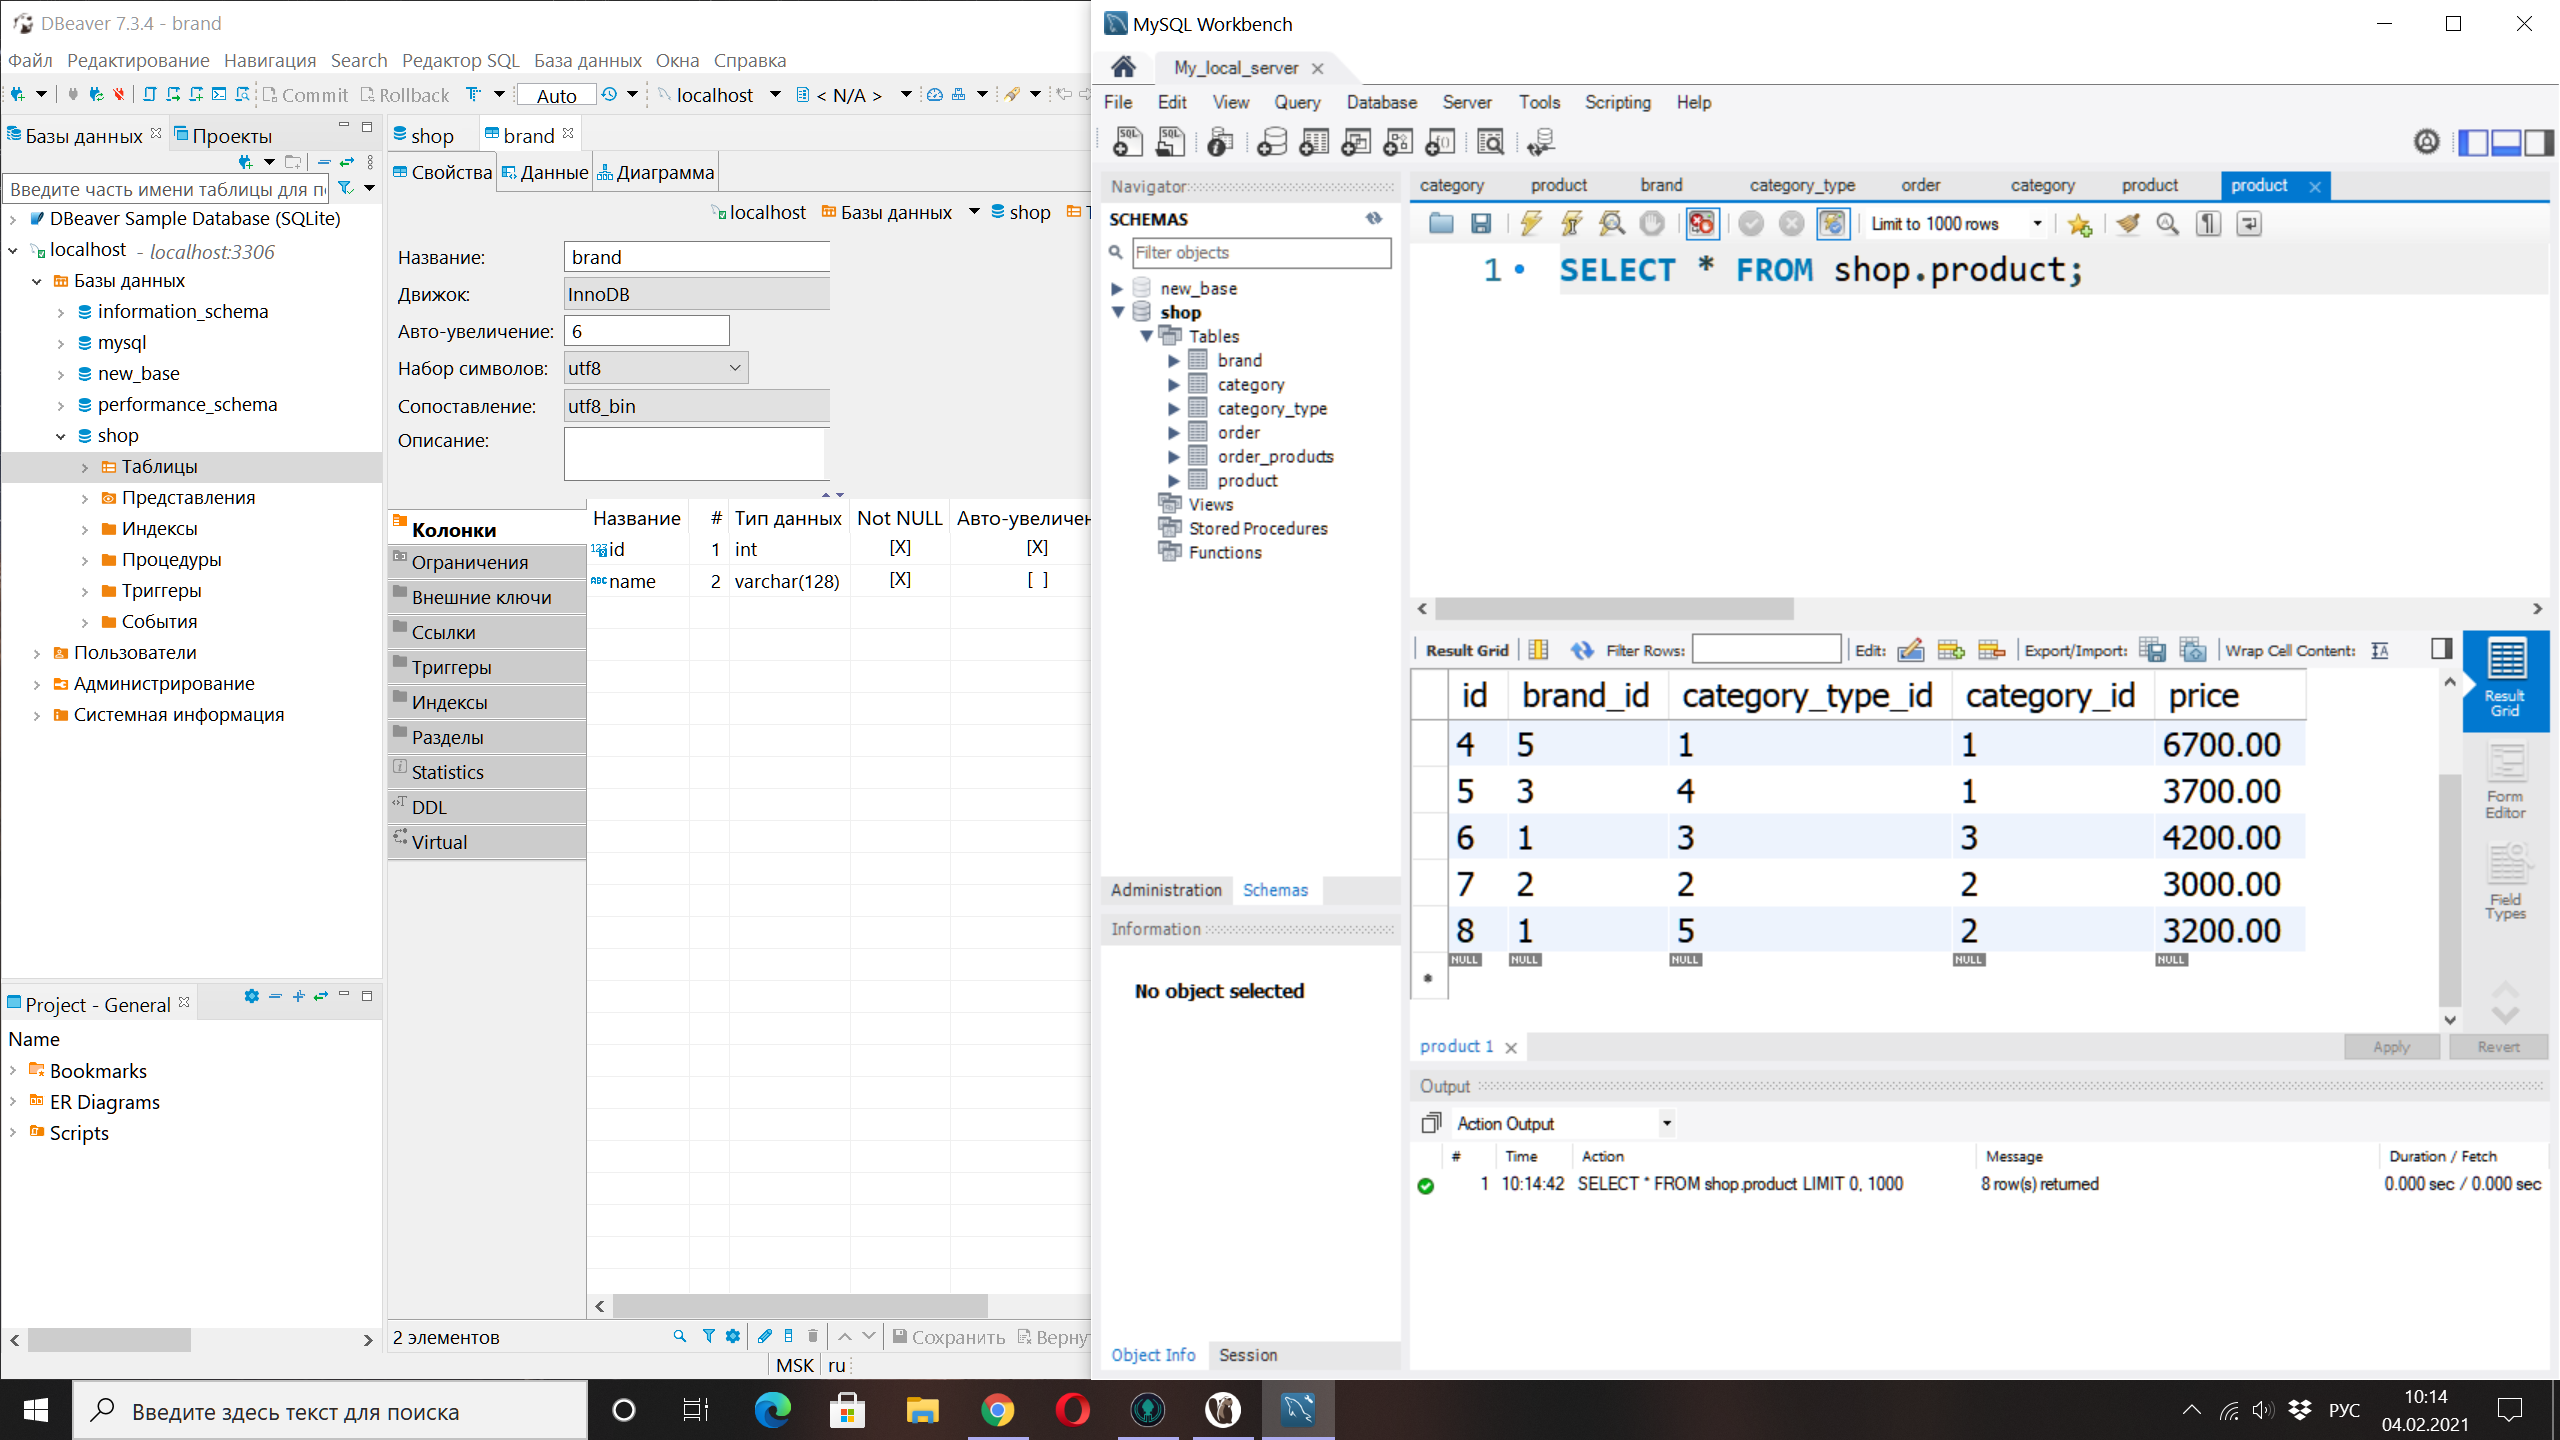 DBeaver 7.3.4 - brand
Файл Редактирование Навигация Search Редактор SQL База данных Окна Справка
Commit Rollback Auto localhost < N/A >
Базы данных Проекты
Введите часть имени таблицы для п
DBeaver Sample Database (SQLite)
localhost - localhost:3306
Базы данных
information_schema
mysql
new_base
performance_schema
shop
Таблицы
Представления
Индексы
Процедуры
Триггеры
События
Пользователи
Администрирование
Системная информация
Project - General
Name
Bookmarks
ER Diagrams
Scripts
shop brand
Свойства Данные Диаграмма
localhost Базы данных shop
Название: brand
Движок: InnoDB
Авто-увеличение: 6
Набор символов: utf8
Сопоставление: utf8_bin
Описание:
Колонки
Ограничения
Внешние ключи
Ссылки
Триггеры
Индексы
Разделы
Statistics
DDL
Virtual
Название # Тип данных Not NULL Авто-увеличен
id 1 int [X] [X]
name 2 varchar(128) [X] [ ]
2 элементов Сохранить Верну
MSK ru
MySQL Workbench
My_local_server
File Edit View Query Database Server Tools Scripting Help
Navigator
SCHEMAS
Filter objects
new_base
shop
Tables
brand
category
category_type
order
order_products
product
Views
Stored Procedures
Functions
Administration Schemas
Information
No object selected
Object Info Session
category product brand category_type order category product product
Limit to 1000 rows
1 SELECT * FROM shop.product;
Result Grid Filter Rows: Edit: Export/Import: Wrap Cell Content:
id brand_id category_type_id category_id price
4 5 1 1 6700.00
5 3 4 1 3700.00
6 1 3 3 4200.00
7 2 2 2 3000.00
8 1 5 2 3200.00
NULL NULL NULL NULL NULL
Result Grid
Form Editor
Field Types
product 1 Apply Revert
Output
Action Output
# Time Action Message Duration / Fetch
1 10:14:42 SELECT * FROM shop.product LIMIT 0, 1000 8 row(s) returned 0.000 sec / 0.000 sec
Введите здесь текст для поиска
РУС
10:14
04.02.2021